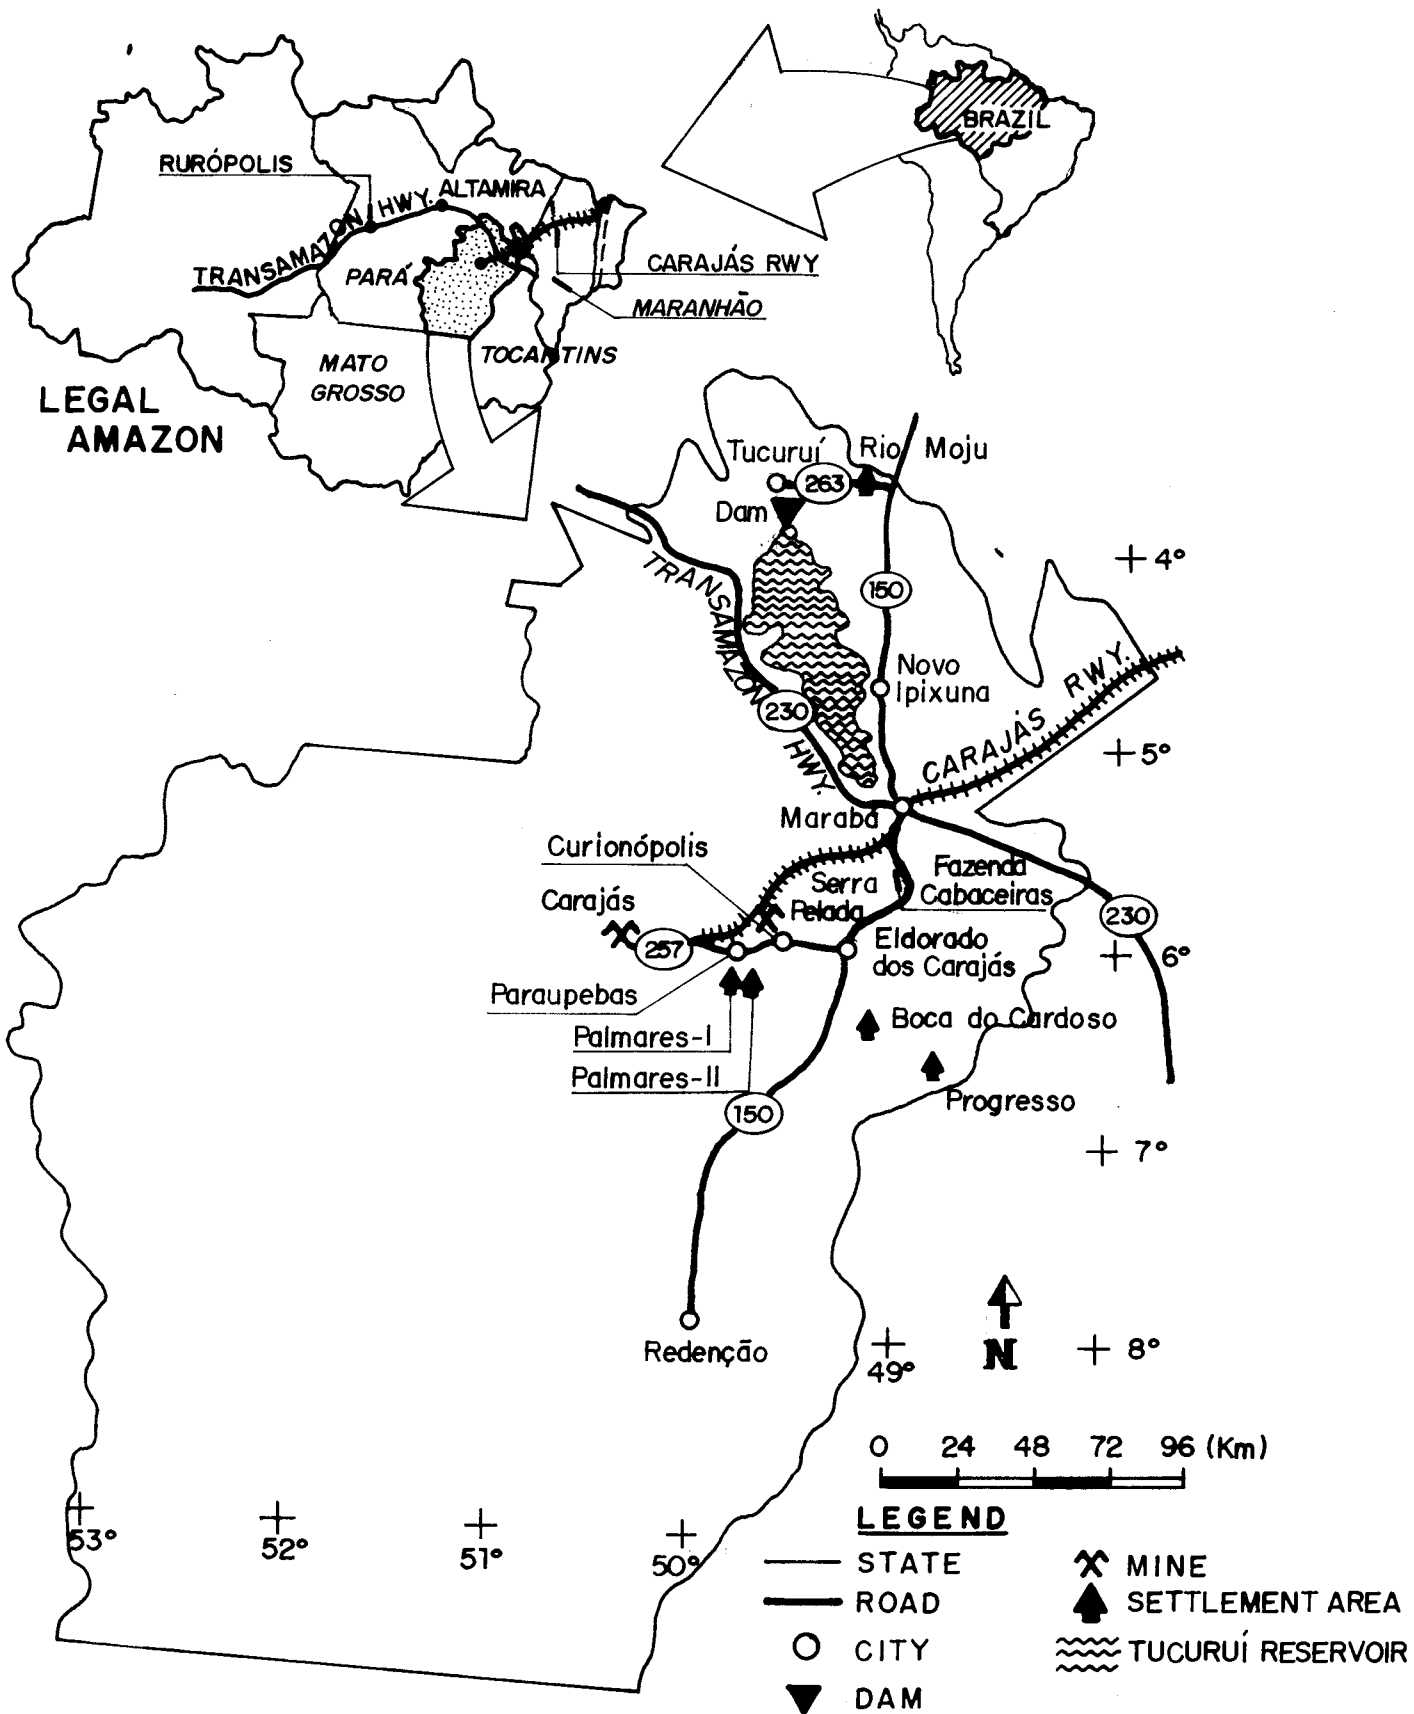 BRAZIL
RURÓPOLIS
ALTAMIRA
TRANSAMAZON HWY.
CARAJÁS RWY
PARÁ
MARANHÃO
TOCANTINS
MATO
GROSSO
LEGAL
AMAZON
Tucuruí
Rio Moju
263
Dam
4°
TRANSAMAZON HWY.
150
Novo
Ipixuna
CARAJÁS RWY.
230
5°
Marabá
Curionópolis
Fazenda
Cabaceiras
Serra
Pelada
Carajás
230
257
Eldorado
dos Carajás
6°
Paraupebas
Boca do Cardoso
Palmares-I
Palmares-II
Progresso
150
7°
Redenção
N
8°
49°
0 24 48 72 96 (Km)
53°
52°
51°
50°
LEGEND
STATE
ROAD
CITY
DAM
MINE
SETTLEMENT AREA
TUCURUÍ RESERVOIR